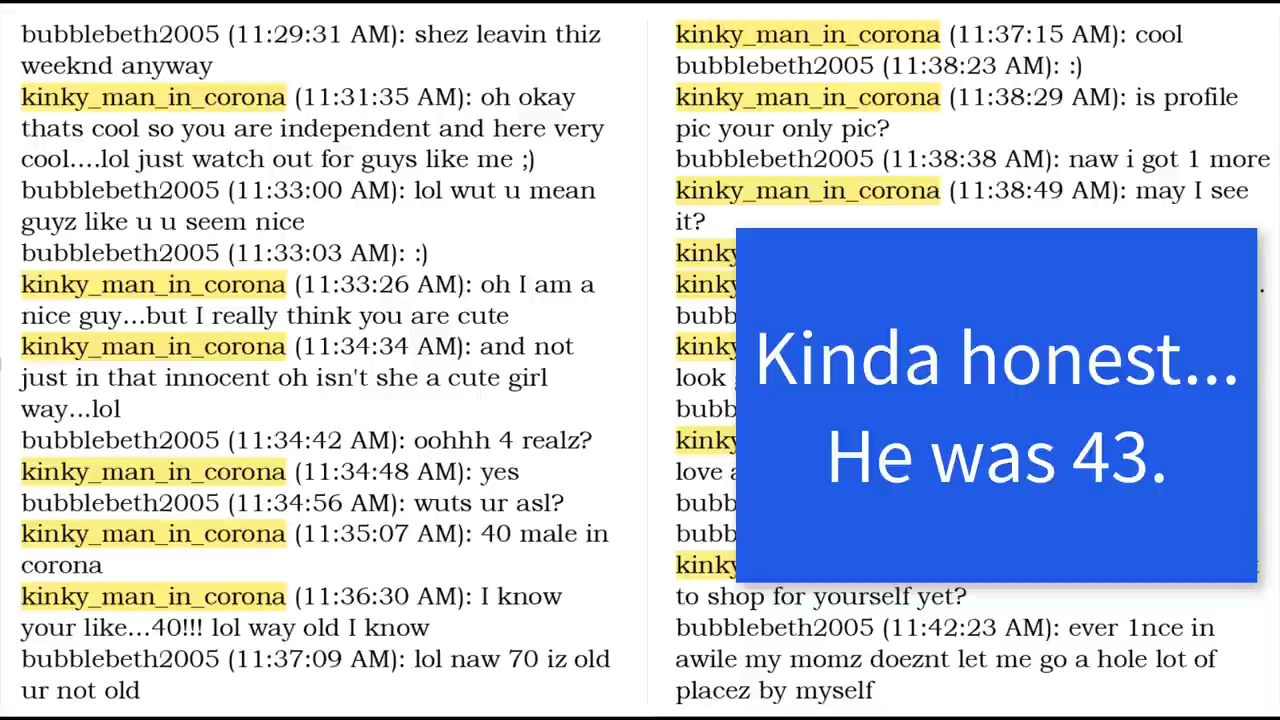 bubblebeth2005 (11:29:31 AM): shez leavin thiz
weeknd anyway
kinky_man_in_corona (11:31:35 AM): oh okay
thats cool so you are independent and here very
cool....lol just watch out for guys like me ;)
bubblebeth2005 (11:33:00 AM): lol wut u mean
guyz like u u seem nice
bubblebeth2005 (11:33:03 AM): :)
kinky_man_in_corona (11:33:26 AM): oh I am a
nice guy...but I really think you are cute
kinky_man_in_corona (11:34:34 AM): and not
just in that innocent oh isn't she a cute girl
way...lol
bubblebeth2005 (11:34:42 AM): oohhh 4 realz?
kinky_man_in_corona (11:34:48 AM): yes
bubblebeth2005 (11:34:56 AM): wuts ur asl?
kinky_man_in_corona (11:35:07 AM): 40 male in
corona
kinky_man_in_corona (11:36:30 AM): I know
your like...40!!! lol way old I know
bubblebeth2005 (11:37:09 AM): lol naw 70 iz old
ur not old
kinky_man_in_corona (11:37:15 AM): cool
bubblebeth2005 (11:38:23 AM): :)
kinky_man_in_corona (11:38:29 AM): is profile
pic your only pic?
bubblebeth2005 (11:38:38 AM): naw i got 1 more
kinky_man_in_corona (11:38:49 AM): may I see
it?
look
love
to shop for yourself yet?
bubblebeth2005 (11:42:23 AM): ever 1nce in
awile my momz doeznt let me go a hole lot of
placez by myself
Kinda honest...
He was 43.